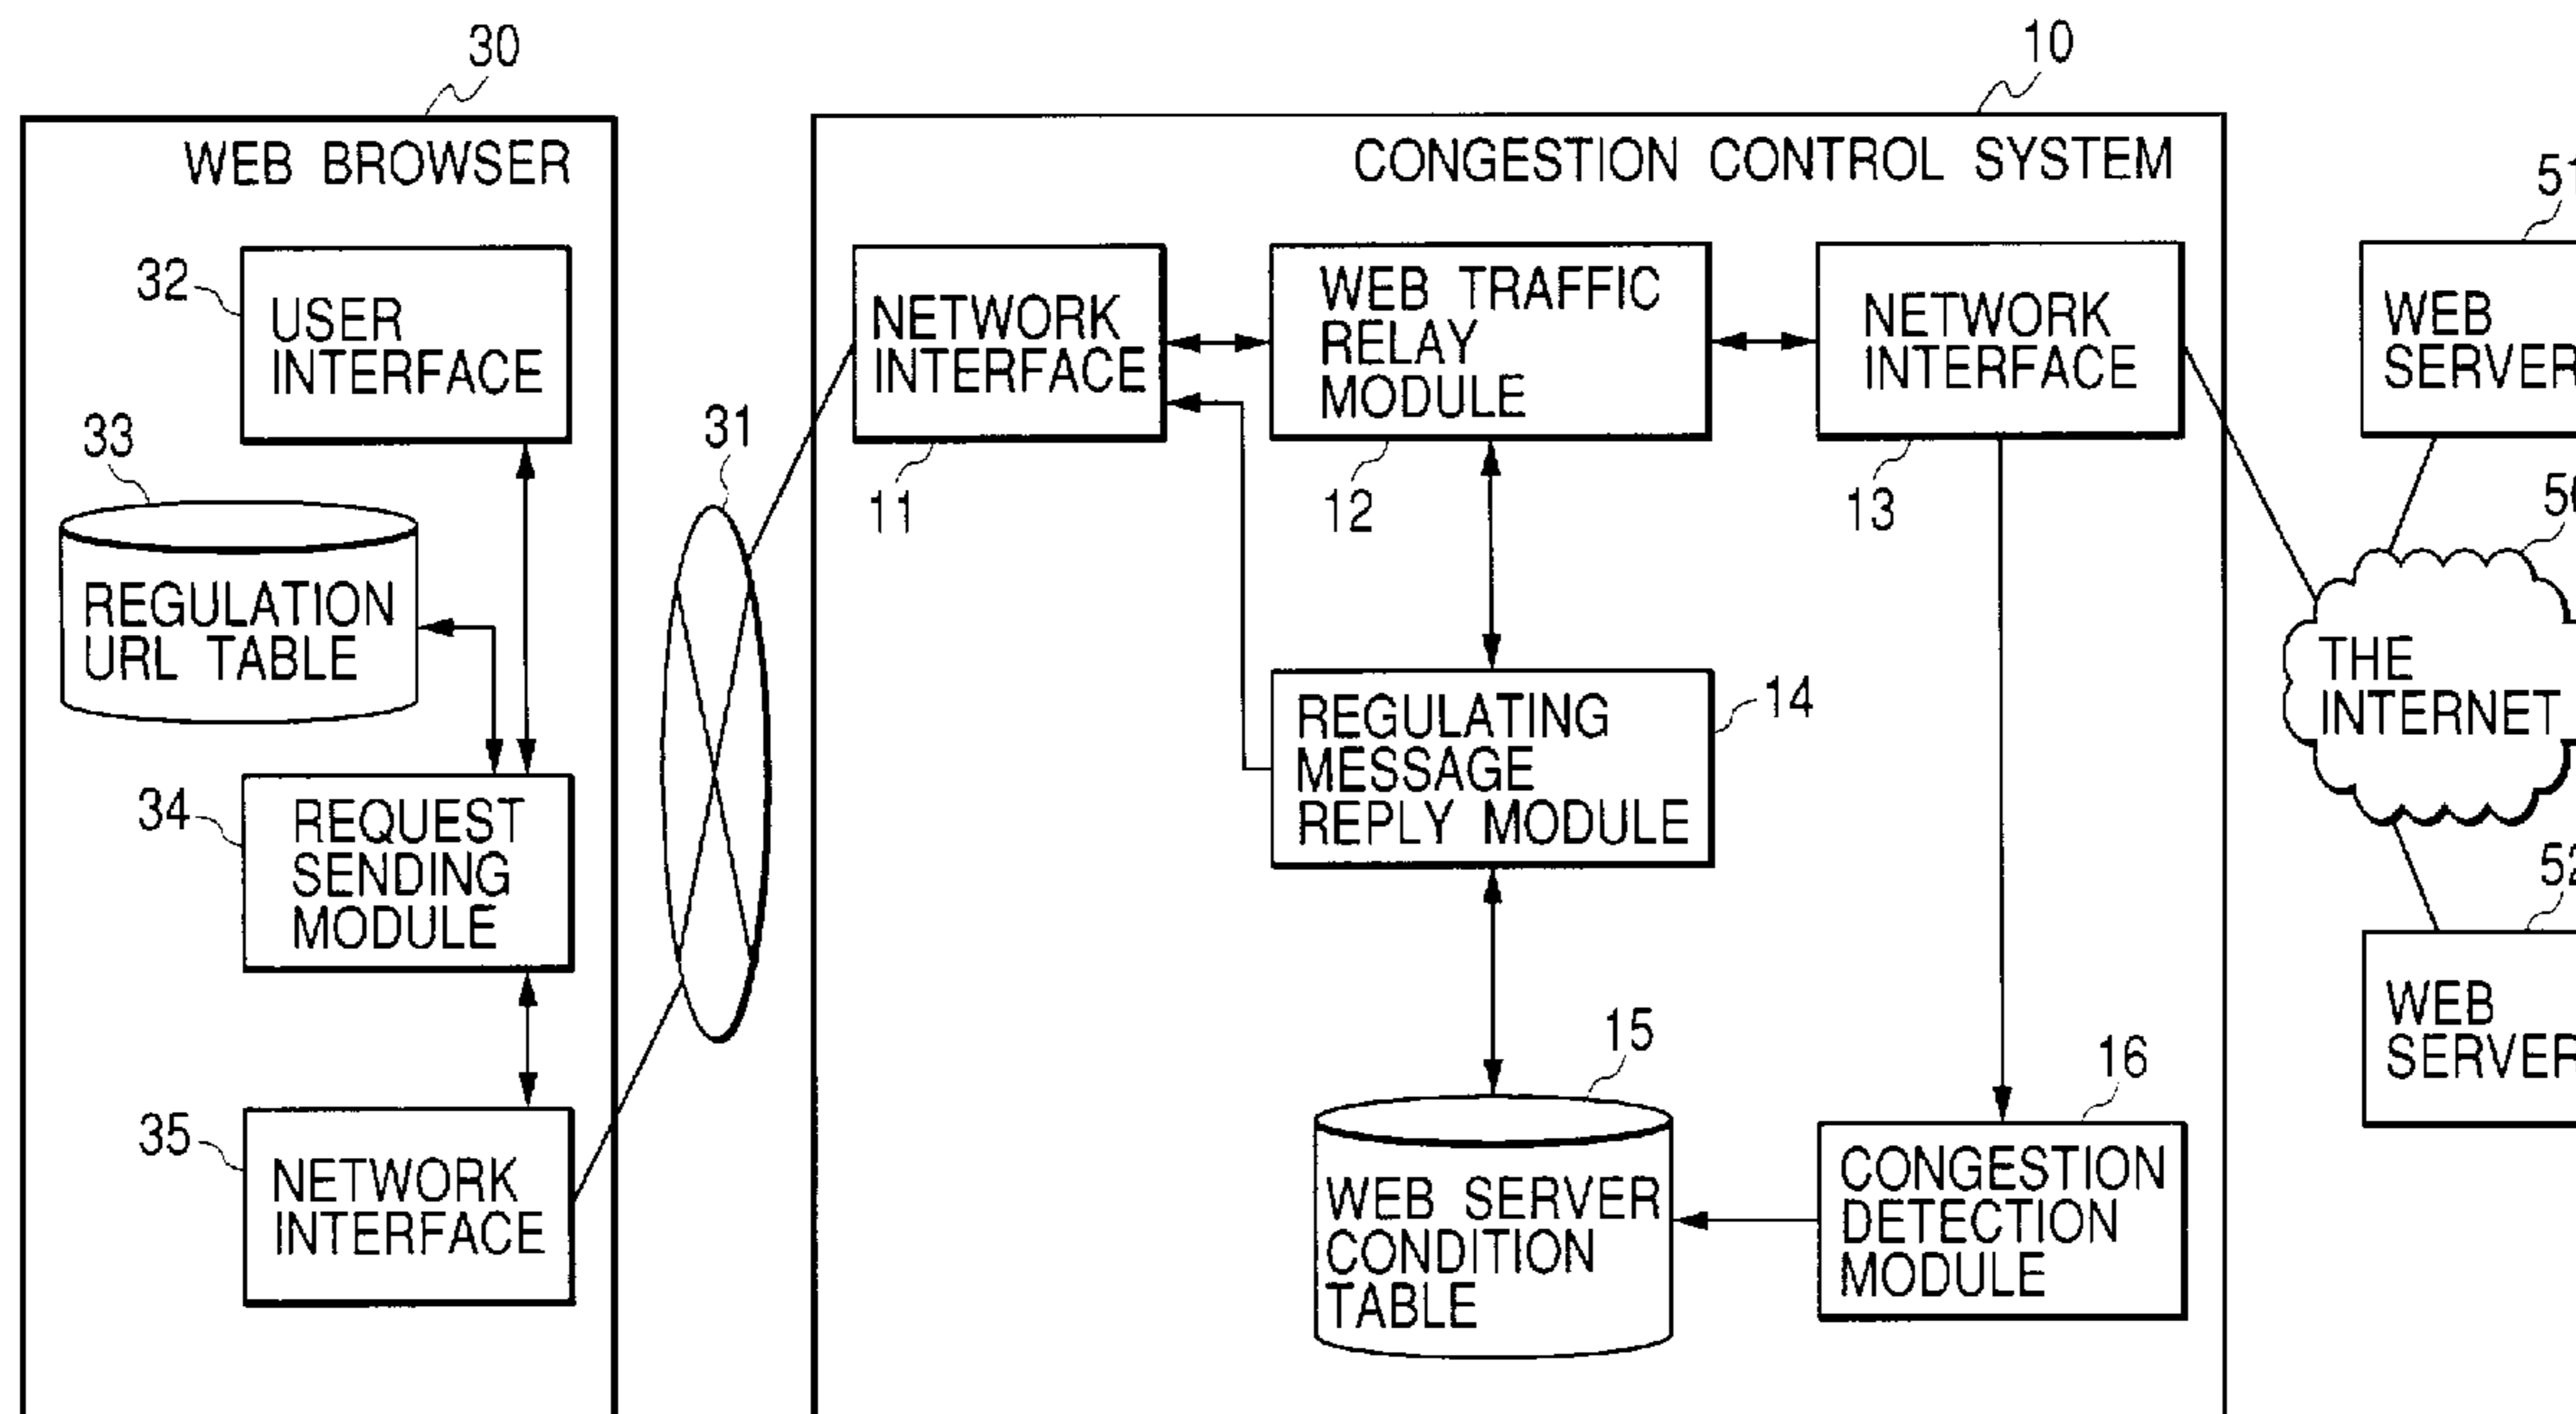 30
WEB BROWSER
32
USER
INTERFACE
33
REGULATION
URL TABLE
34
REQUEST
SENDING
MODULE
35
NETWORK
INTERFACE
31
10
CONGESTION CONTROL SYSTEM
NETWORK
INTERFACE
11
WEB TRAFFIC
RELAY
MODULE
12
NETWORK
INTERFACE
13
REGULATING
MESSAGE
REPLY MODULE
14
15
WEB SERVER
CONDITION
TABLE
16
CONGESTION
DETECTION
MODULE
51
WEB
SERVER
THE
INTERNET
52
WEB
SERVER